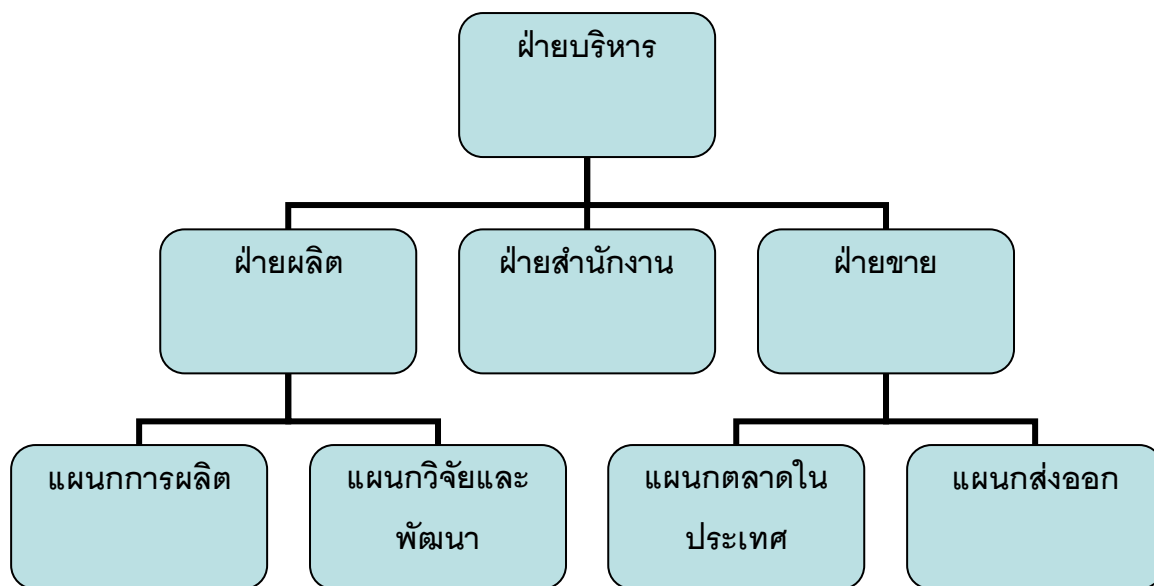 ฝ่ายบริหาร
ฝ่ายผลิต
ฝ่ายสำนักงาน
ฝ่ายขาย
แผนกการผลิต
แผนกวิจัยและ
พัฒนา
แผนกตลาดใน
ประเทศ
แผนกส่งออก